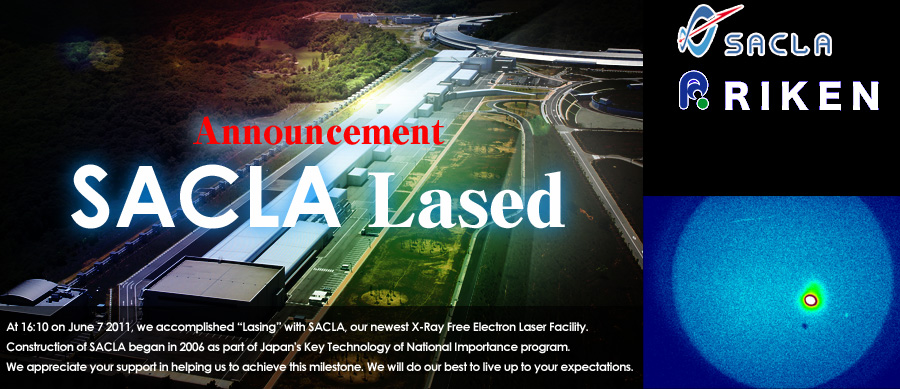 Announcement
SACLA Lased
At 16:10 on June 7 2011, we accomplished “Lasing” with SACLA, our newest X-Ray Free Electron Laser Facility.
Construction of SACLA began in 2006 as part of Japan's Key Technology of National Importance program.
We appreciate your support in helping us to achieve this milestone. We will do our best to live up to your expectations.
SACLA
RIKEN